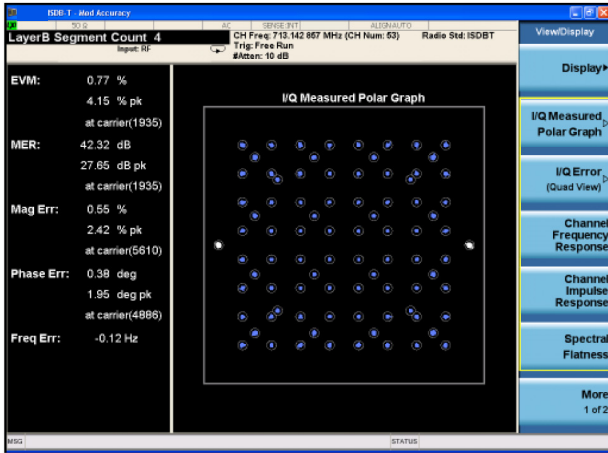 ISDB-T - Mod Accuracy
50 Ω AC SENSE:INT ALIGNAUTO
LayerB Segment Count 4
Input: RF
CH Freq: 713.142 857 MHz (CH Num: 53) Radio Std: ISDBT
Trig: Free Run
#Atten: 10 dB
View/Display
Display
EVM: 0.77 %
4.15 % pk
at carrier(1935)
MER: 42.32 dB
27.65 dB pk
at carrier(1935)
Mag Err: 0.55 %
2.42 % pk
at carrier(5610)
Phase Err: 0.38 deg
1.95 deg pk
at carrier(4886)
Freq Err: -0.12 Hz
I/Q Measured Polar Graph
I/Q Measured
Polar Graph
I/Q Error
(Quad View)
Channel
Frequency
Response
Channel
Impulse
Response
Spectral
Flatness
More
1 of 2
MSG STATUS